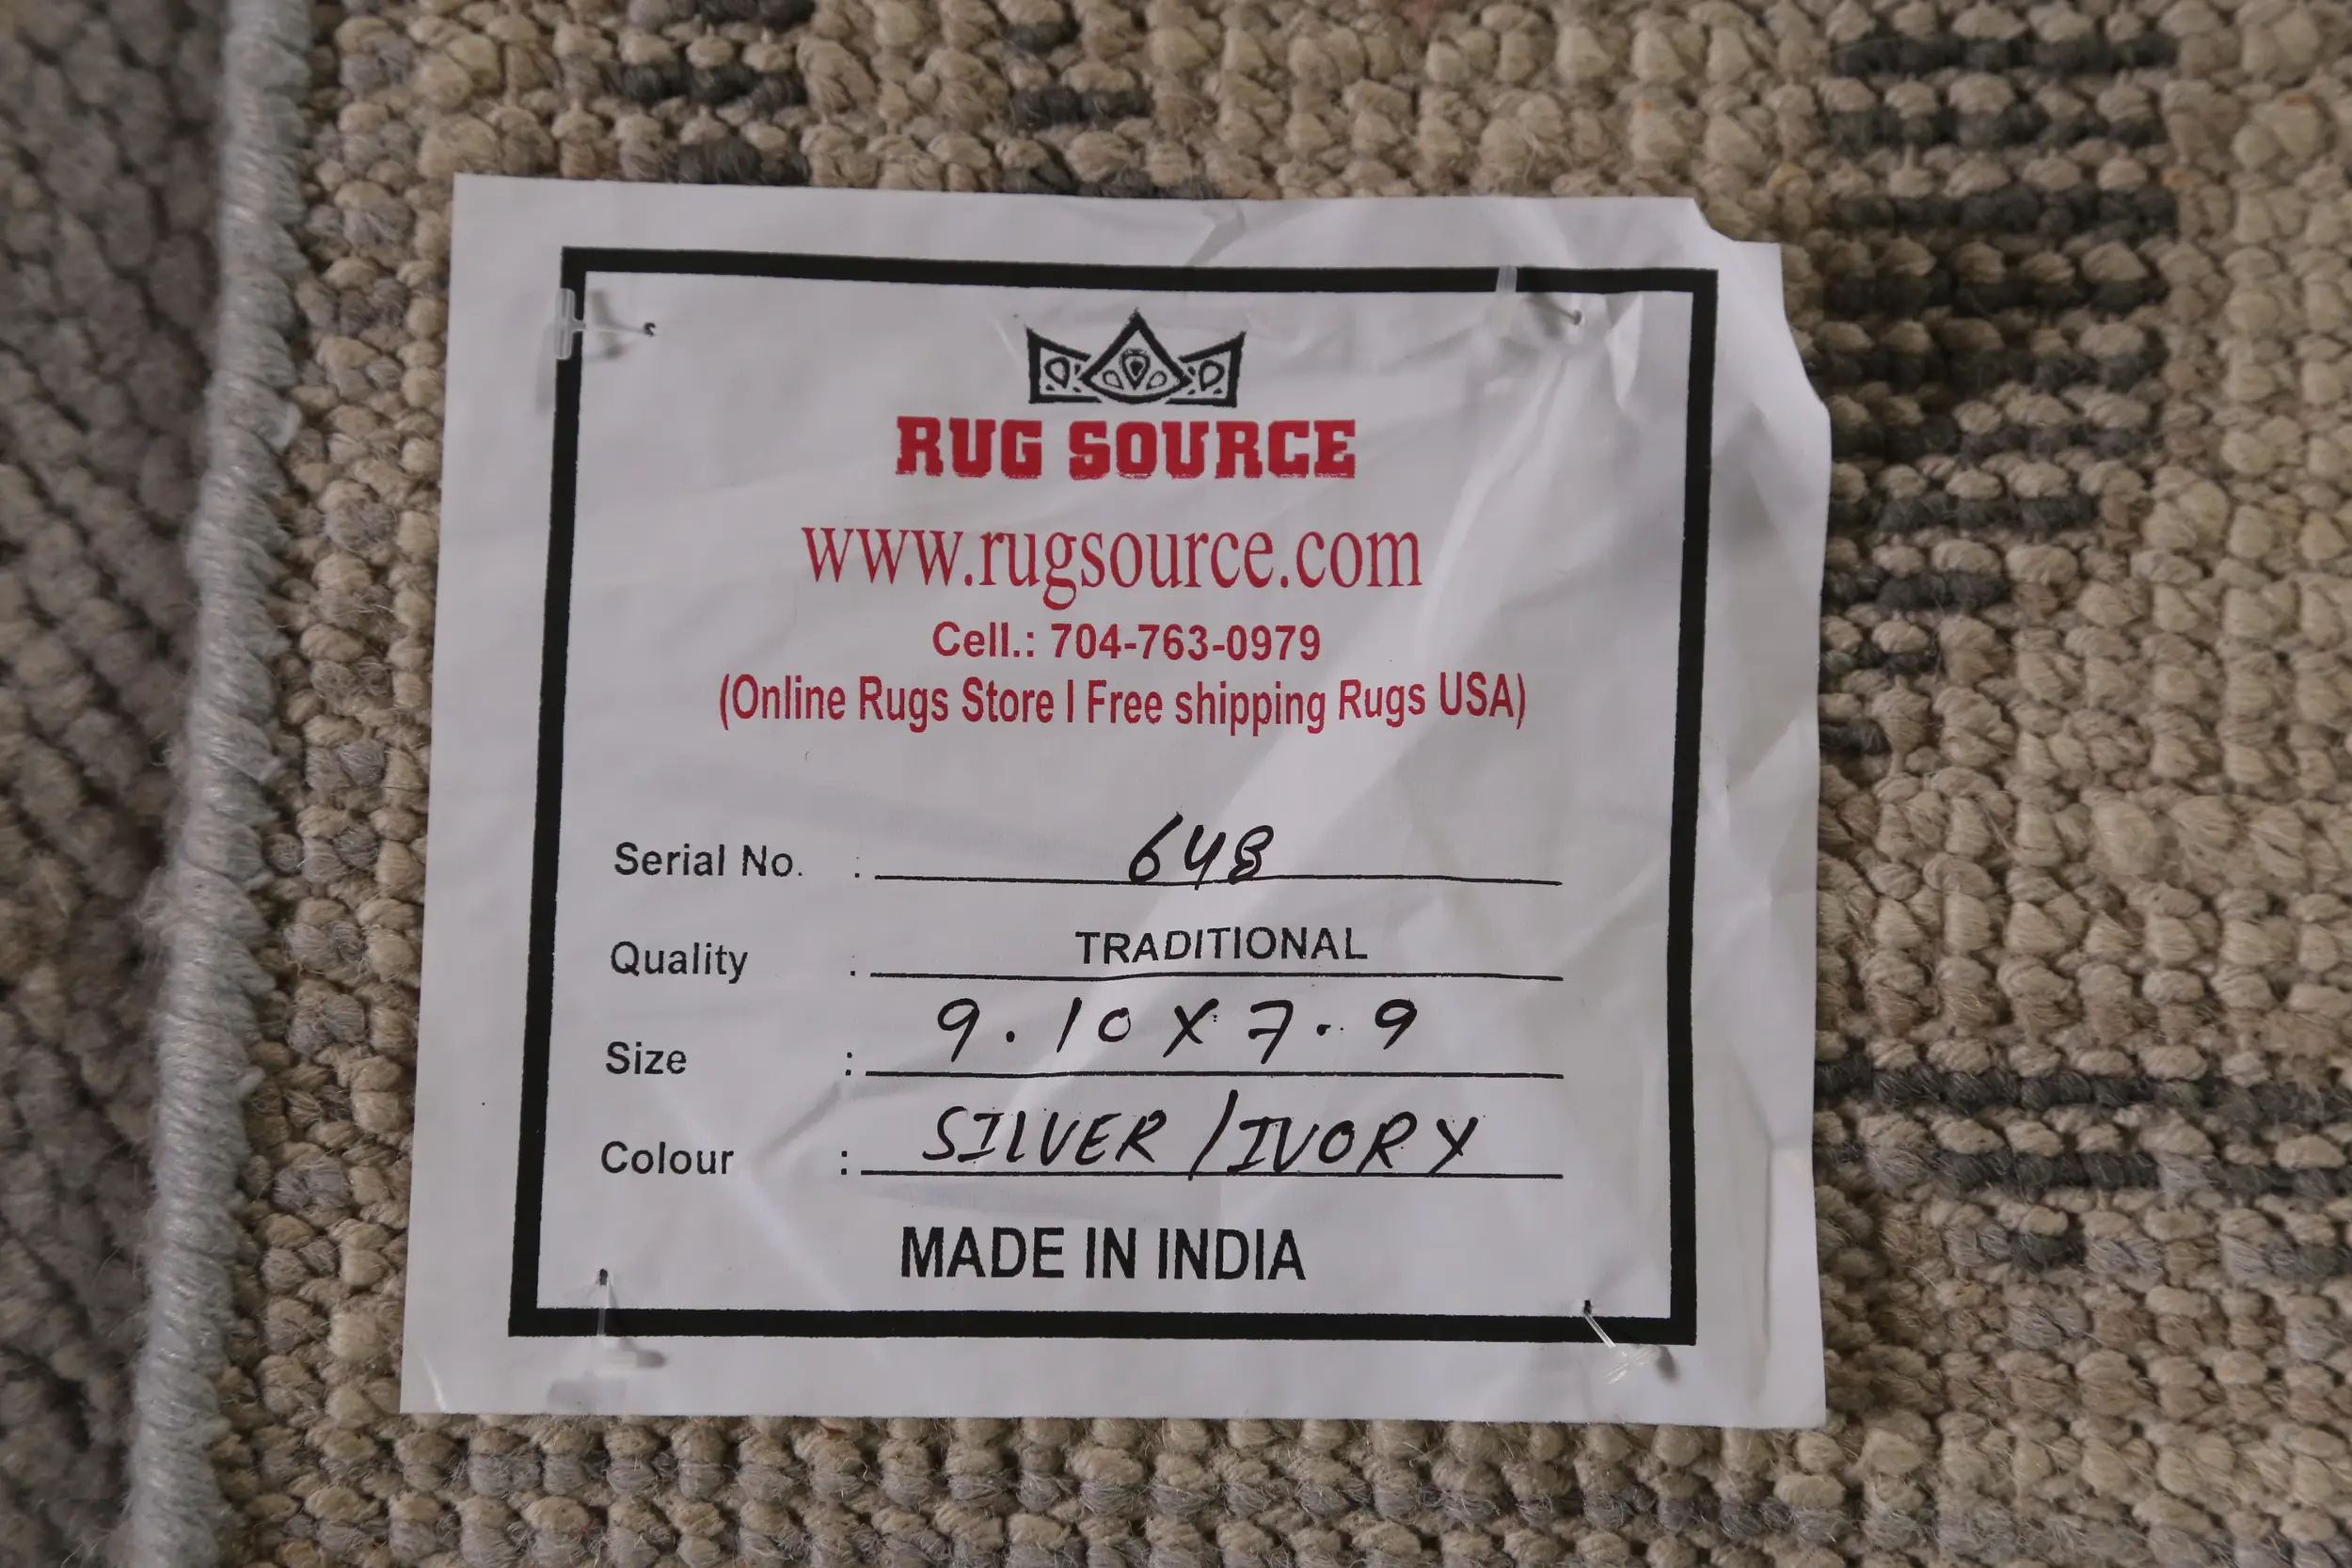 RUG SOURCE
www.rugsource.com
Cell.: 704-763-0979
(Online Rugs Store I Free shipping Rugs USA)
Serial No. : 648
Quality : TRADITIONAL
Size : 9.10 X 7.9
Colour : SILVER/IVORY
MADE IN INDIA